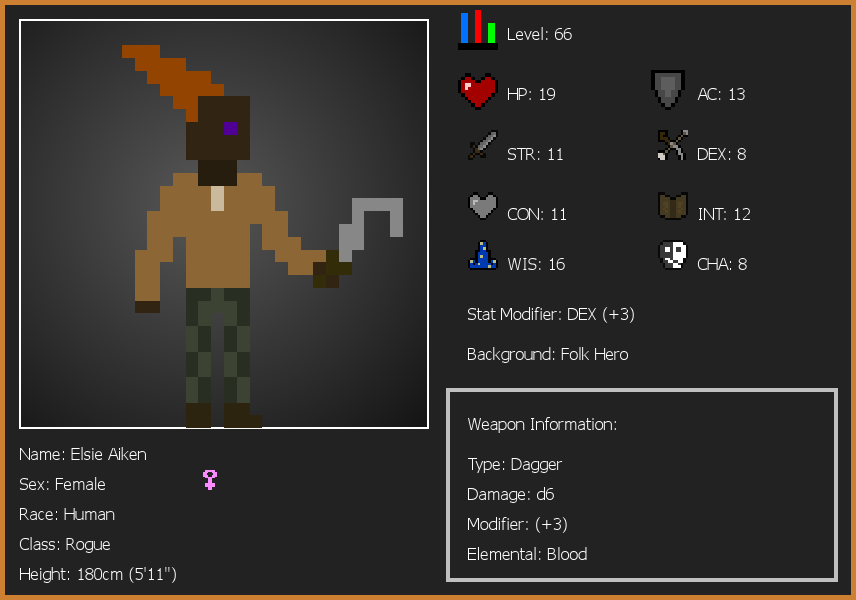 Level: 66
HP: 19
AC: 13
STR: 11
DEX: 8
CON: 11
INT: 12
WIS: 16
CHA: 8
Stat Modifier: DEX (+3)
Background: Folk Hero
Weapon Information:
Type: Dagger
Damage: d6
Modifier: (+3)
Elemental: Blood
Name: Elsie Aiken
Sex: Female
Race: Human
Class: Rogue
Height: 180cm (5'11")